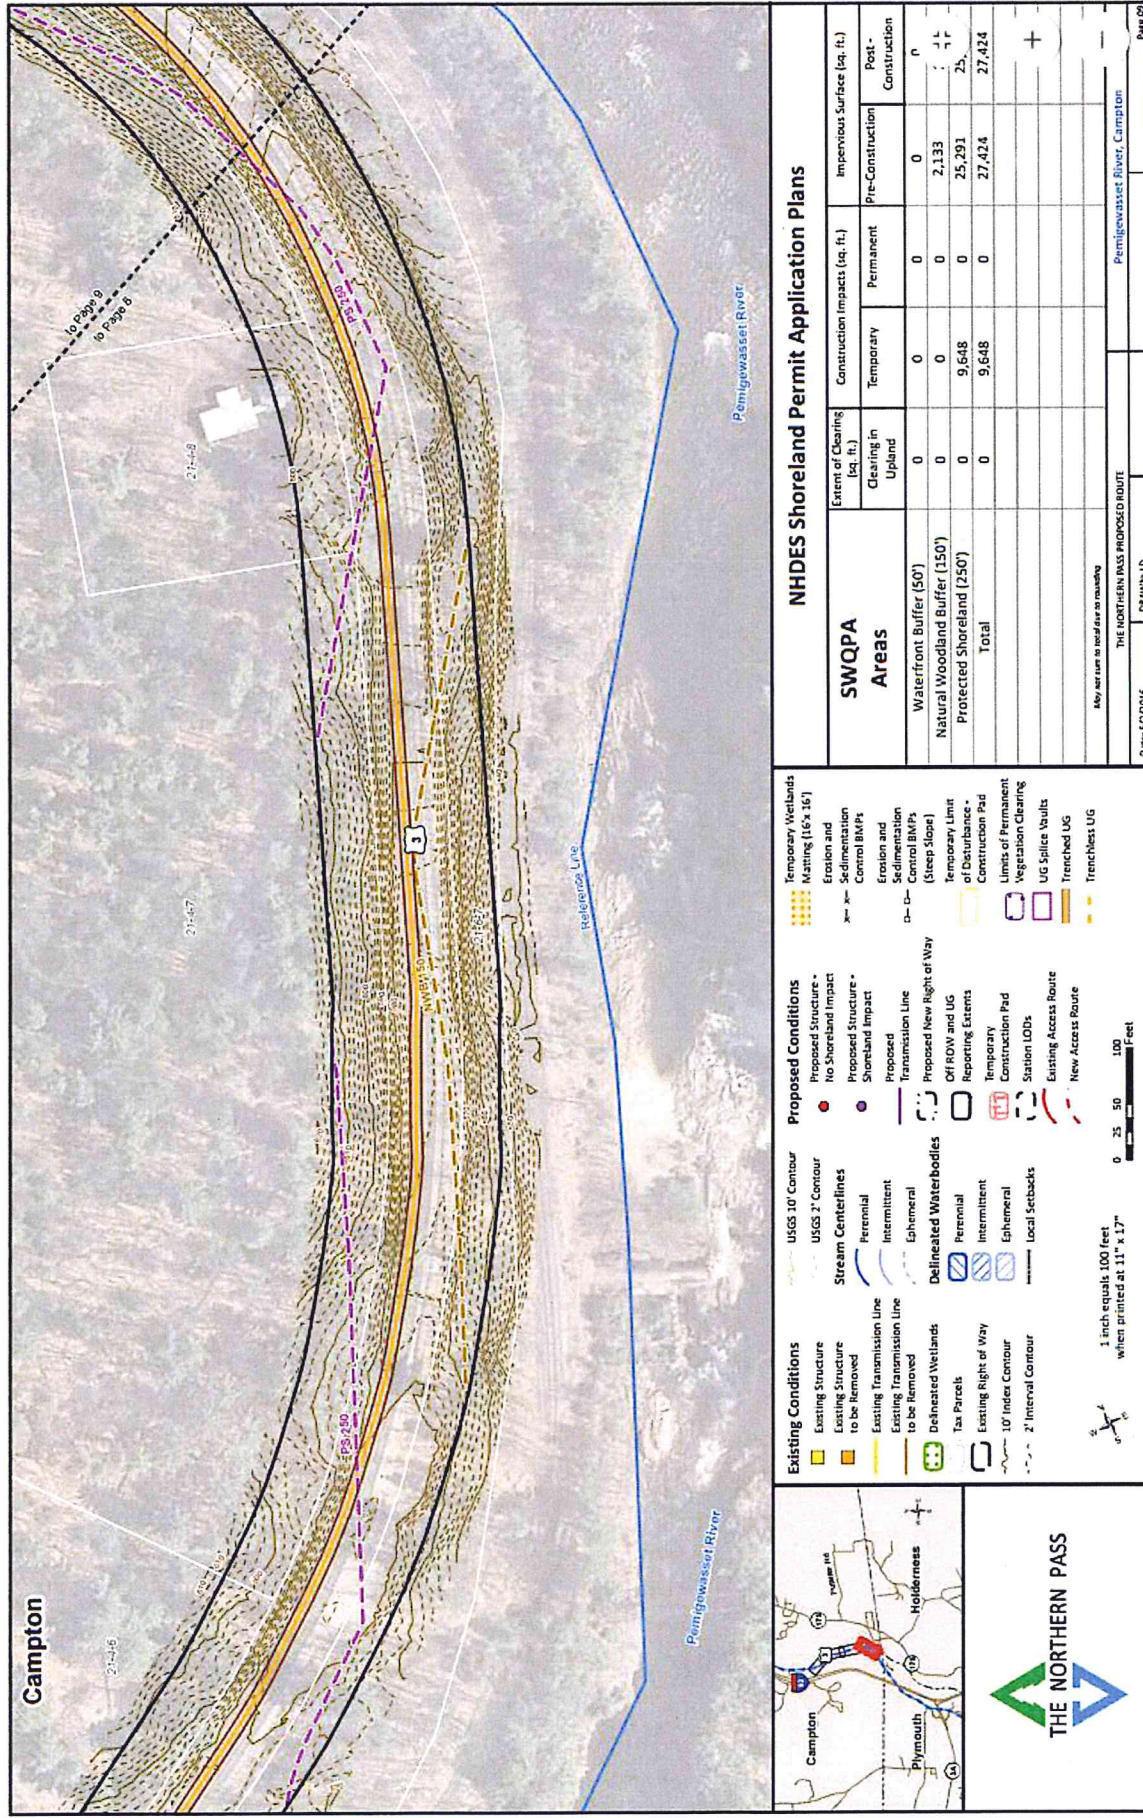 Campton
to Page 9
to Page 8
21-4-6
21-4-7
21-4-8
PS/250
PS/250
NWB/150
3
Reference Line
Pemigewasset River
Pemigewasset River
Campton
Plymouth
Holderness
3
175
3A
THE NORTHERN PASS
Existing Conditions
Existing Structure
Existing Structure
to be Removed
Existing Transmission Line
Existing Transmission Line
to be Removed
Delineated Wetlands
Tax Parcels
Existing Right of Way
10' Index Contour
2' Interval Contour
USGS 10' Contour
USGS 2' Contour
Stream Centerlines
Perennial
Intermittent
Ephemeral
Delineated Waterbodies
Perennial
Intermittent
Ephemeral
Local Setbacks
1 inch equals 100 feet
when printed at 11" x 17"
0 25 50 100
Feet
Proposed Conditions
Proposed Structure -
No Shoreland Impact
Proposed Structure -
Shoreland Impact
Proposed
Transmission Line
Proposed New Right of Way
Off ROW and UG
Reporting Extents
Temporary
Construction Pad
Station LODs
Existing Access Route
New Access Route
Temporary Wetlands
Matting (16'x 16')
Erosion and
Sedimentation
Control BMPs
Erosion and
Sedimentation
Control BMPs
(Steep Slope)
Temporary Limit
of Disturbance -
Construction Pad
Limits of Permanent
Vegetation Clearing
UG Splice Vaults
Trenched UG
Trenchless UG
NHDES Shoreland Permit Application Plans
SWQPA
Areas
Extent of Clearing
(sq. ft.)
Construction Impacts (sq. ft.)
Impervious Surface (sq. ft.)
Clearing in
Upland
Temporary
Permanent
Pre-Construction
Post -
Construction
Waterfront Buffer (50') 0 0 0 0
Natural Woodland Buffer (150') 0 0 0 2,133
Protected Shoreland (250') 0 9,648 0 25,291 25,
Total 0 9,648 0 27,424 27,424
May not sum to total due to rounding
THE NORTHERN PASS PROPOSED ROUTE
Pemigewasset River, Campton